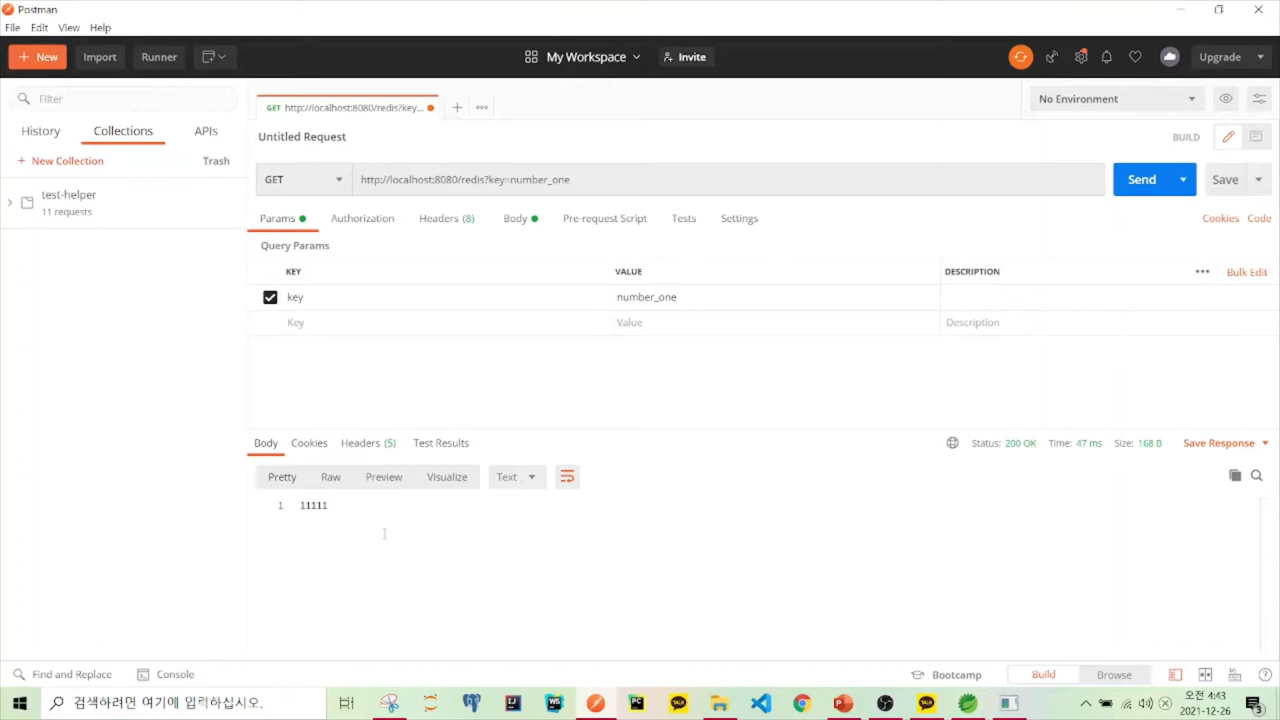 Postman
File Edit View Help
New Import Runner My Workspace Invite Upgrade
Filter
History Collections APIs
+ New Collection Trash
test-helper
11 requests
GET http://localhost:8080/redis?key... No Environment
Untitled Request BUILD
GET http://localhost:8080/redis?key=number_one Send Save
Params Authorization Headers (8) Body Pre-request Script Tests Settings Cookies Code
Query Params
KEY VALUE DESCRIPTION Bulk Edit
key number_one
Key Value Description
Body Cookies Headers (5) Test Results Status: 200 OK Time: 47 ms Size: 168 B Save Response
Pretty Raw Preview Visualize Text
1 11111
Find and Replace Console Bootcamp Build Browse
검색하려면 여기에 입력하십시오.
오전 4:43
2021-12-26